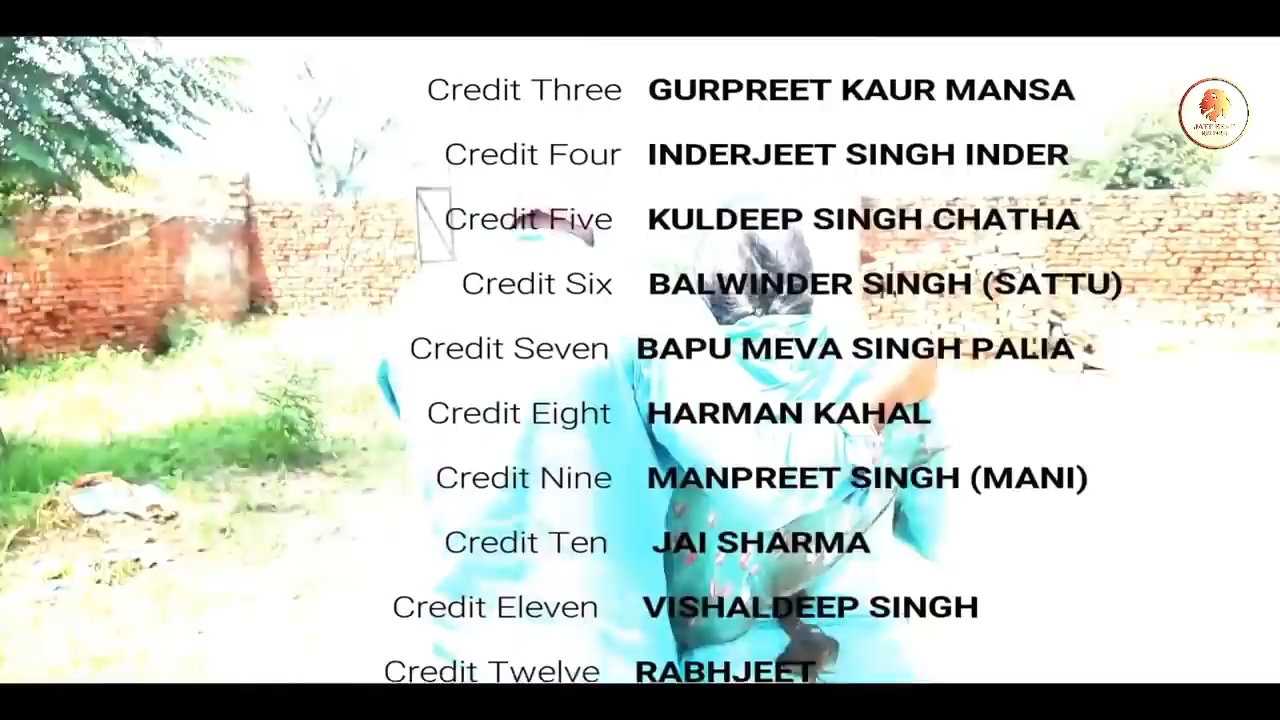 Credit Three GURPREET KAUR MANSA
Credit Four INDERJEET SINGH INDER
Credit Five KULDEEP SINGH CHATHA
Credit Six BALWINDER SINGH (SATTU)
Credit Seven BAPU MEVA SINGH PALIA
Credit Eight HARMAN KAHAL
Credit Nine MANPREET SINGH (MANI)
Credit Ten JAI SHARMA
Credit Eleven VISHALDEEP SINGH
Credit Twelve RABHJEET